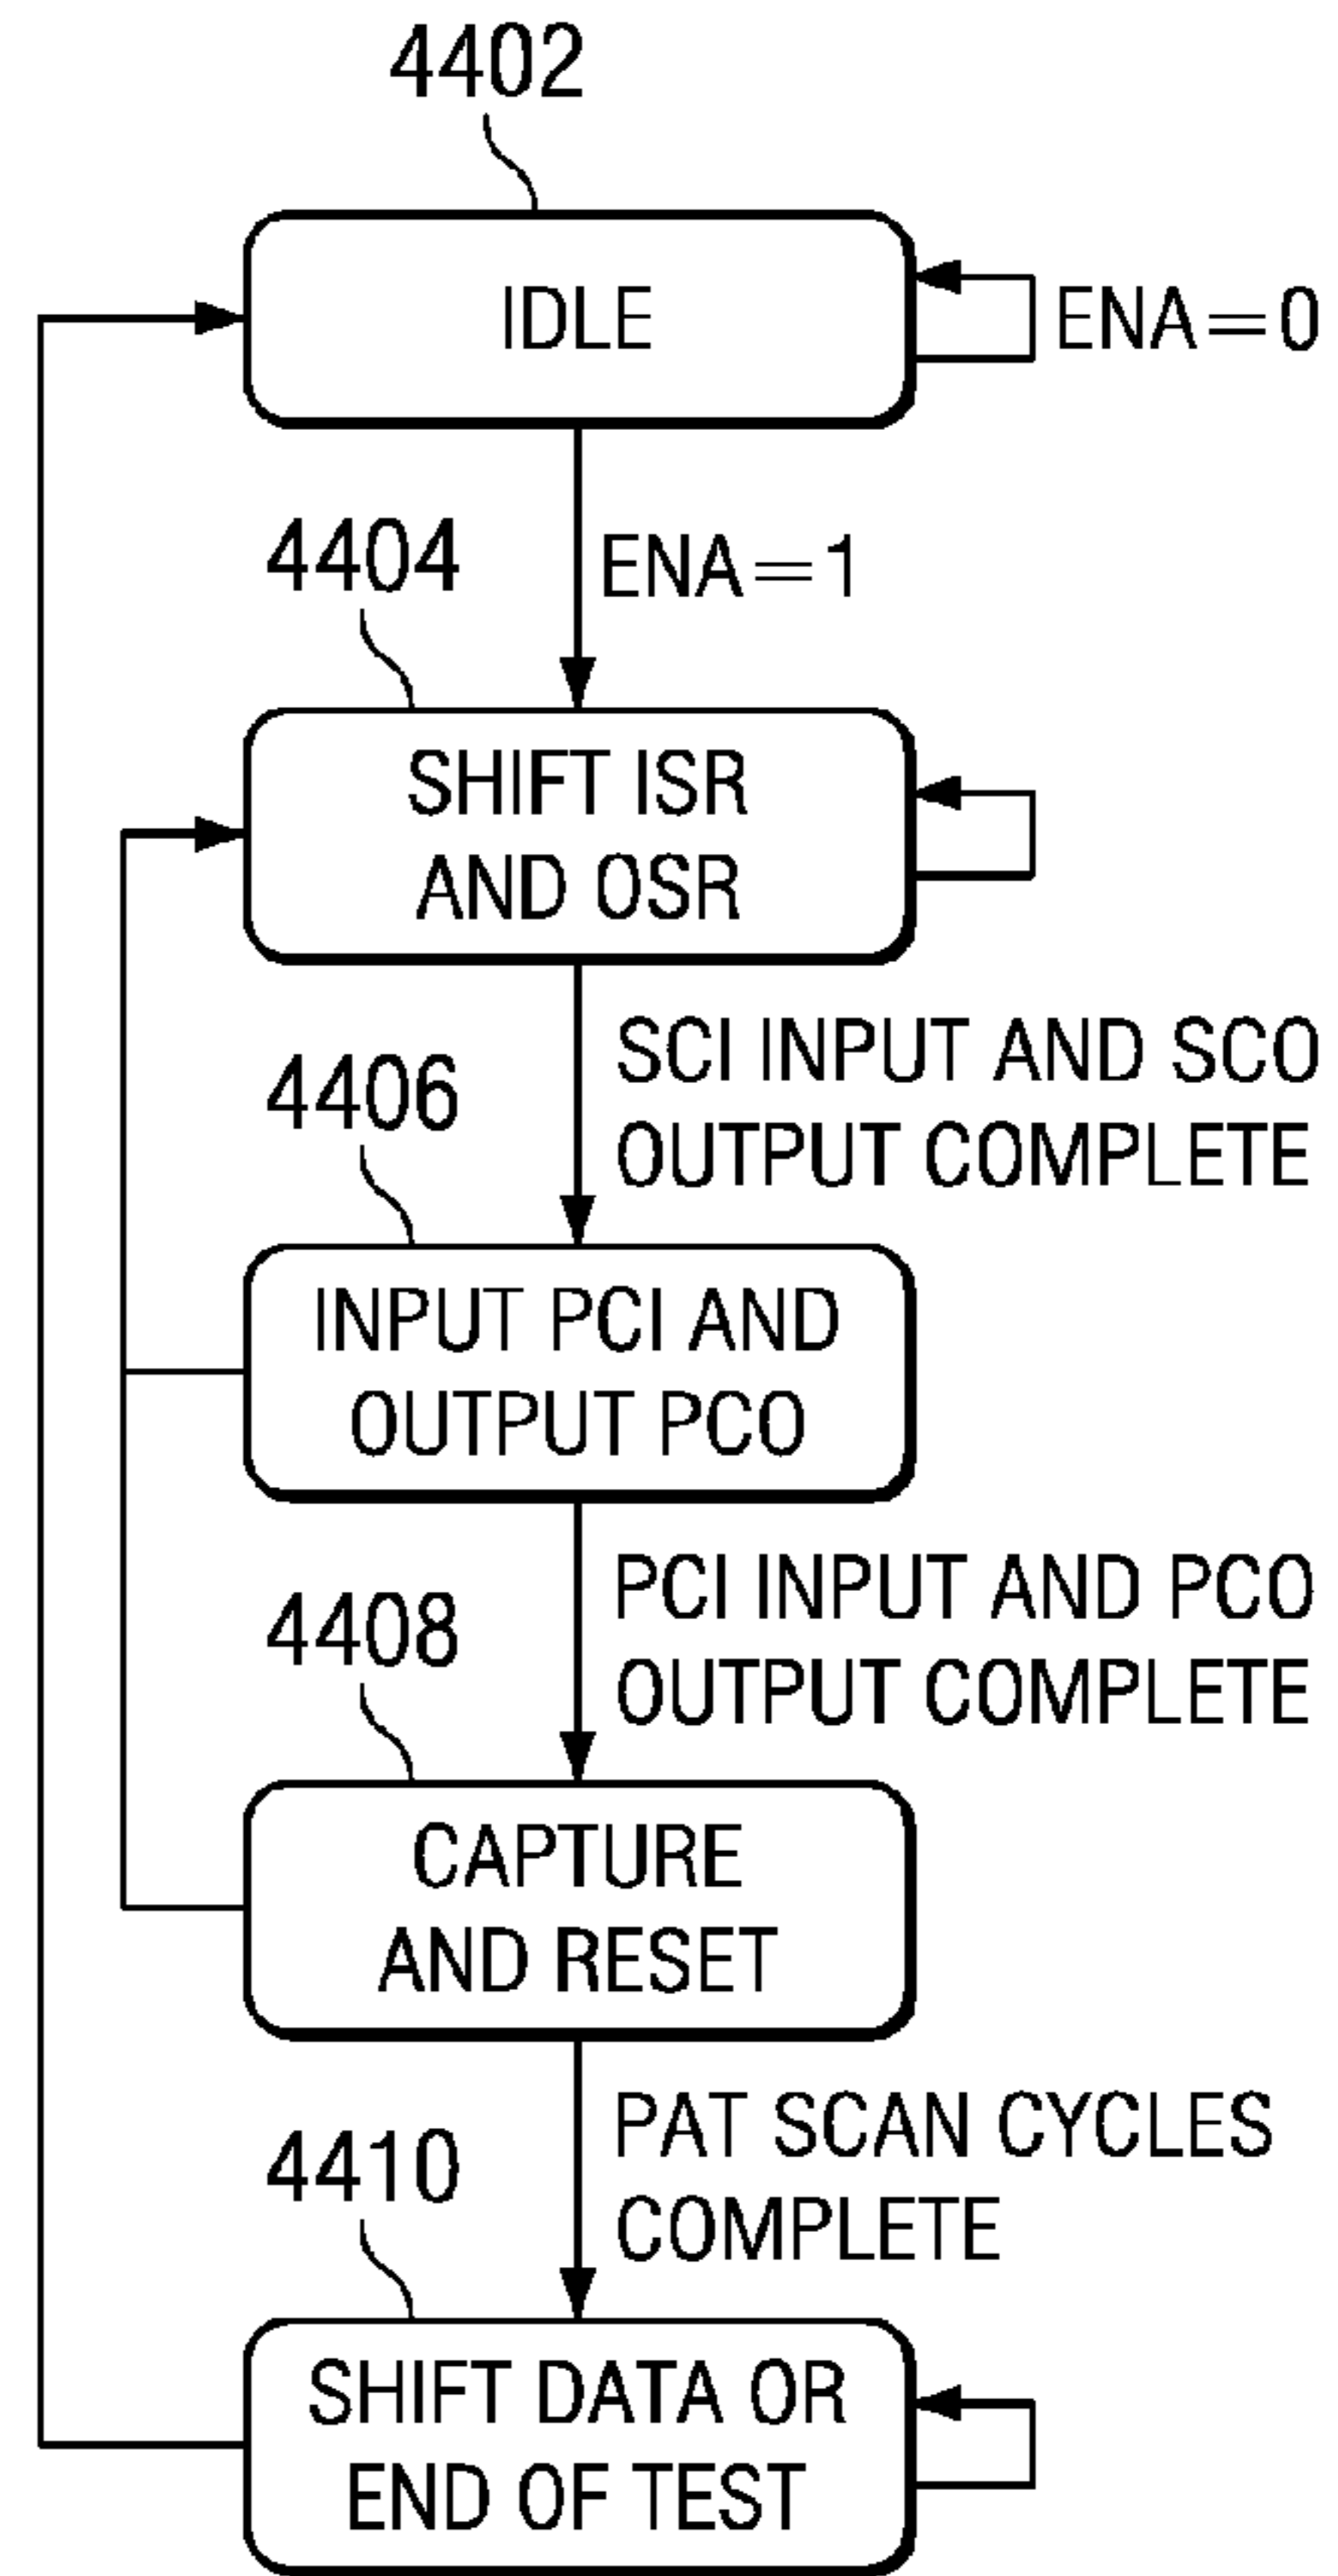 4402
IDLE
ENA=0
4404
ENA=1
SHIFT ISR
AND OSR
SCI INPUT AND SCO
OUTPUT COMPLETE
4406
INPUT PCI AND
OUTPUT PCO
PCI INPUT AND PCO
OUTPUT COMPLETE
4408
CAPTURE
AND RESET
PAT SCAN CYCLES
COMPLETE
4410
SHIFT DATA OR
END OF TEST